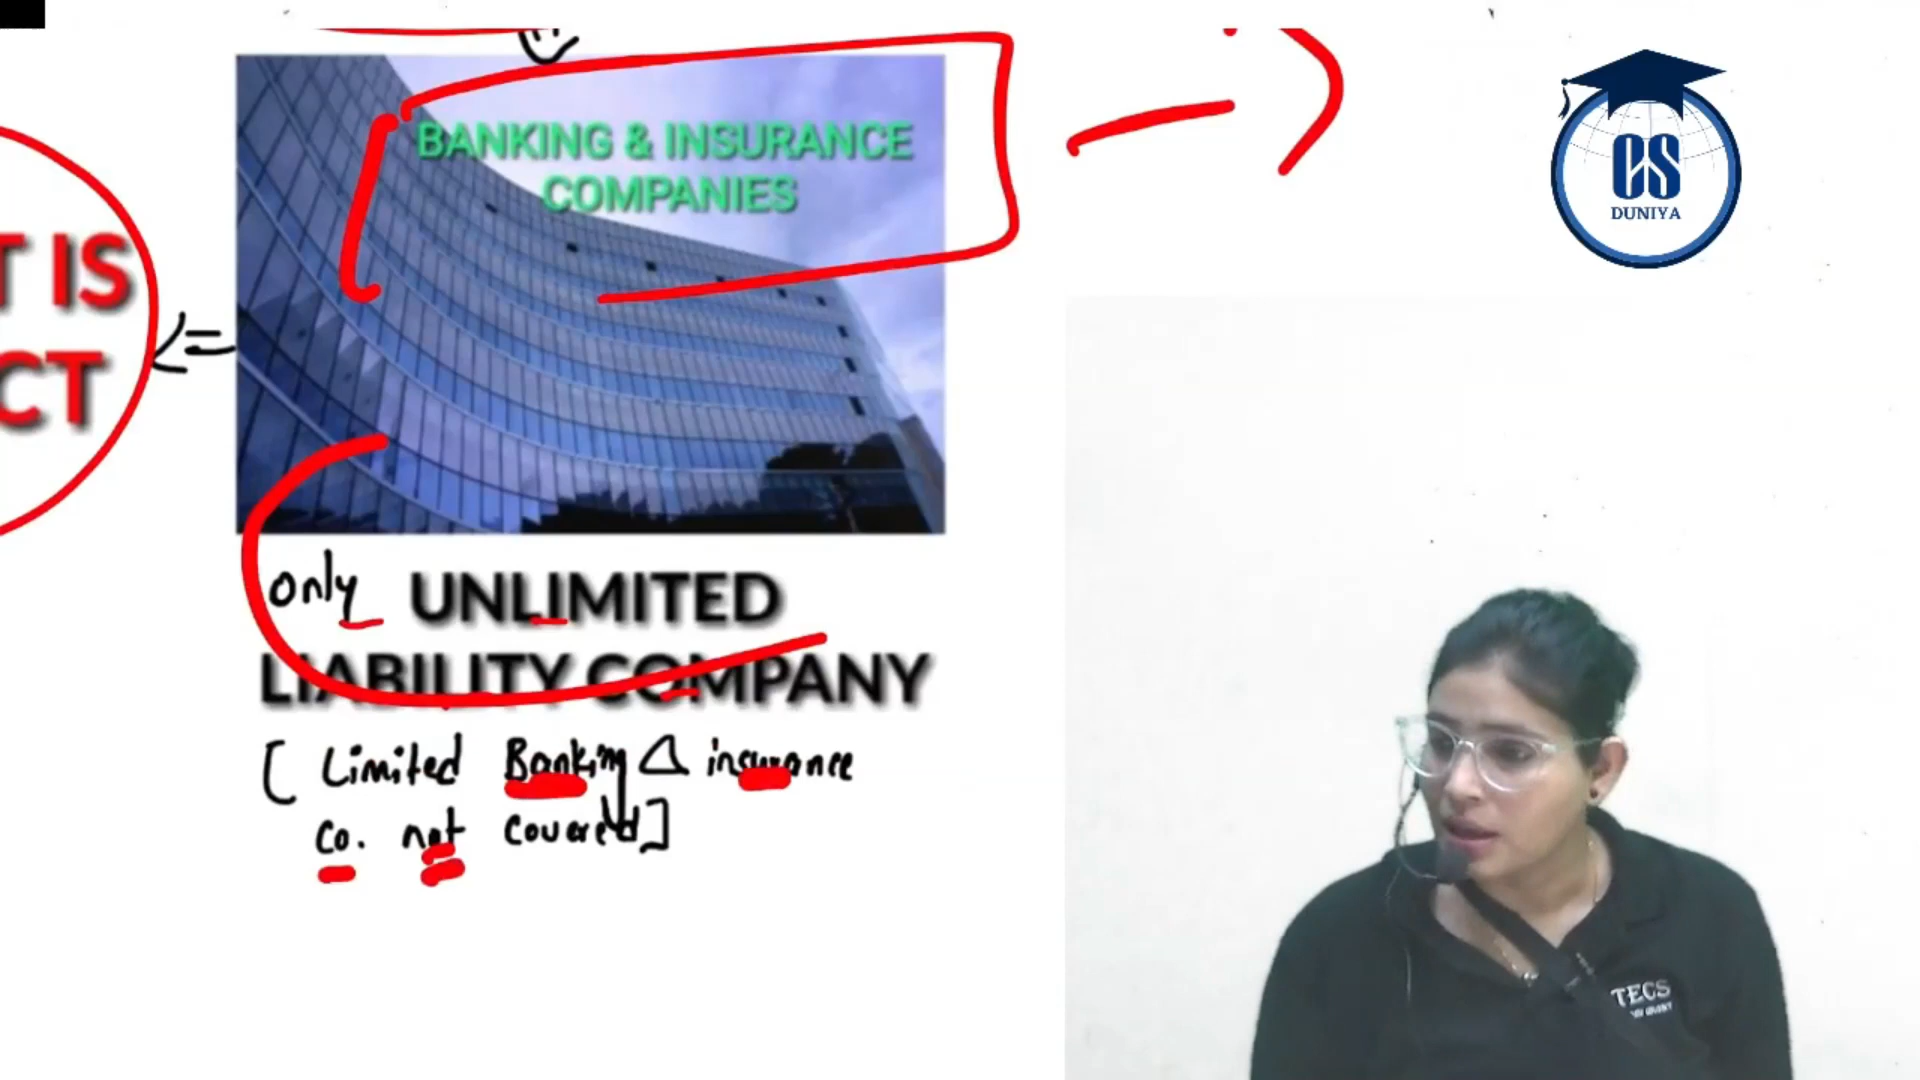 BANKING & INSURANCE
COMPANIES
T IS
CT
only UNLIMITED
LIABILITY COMPANY
[ Limited Banking & insurance
co. not covered]
CS
DUNIYA
TECS